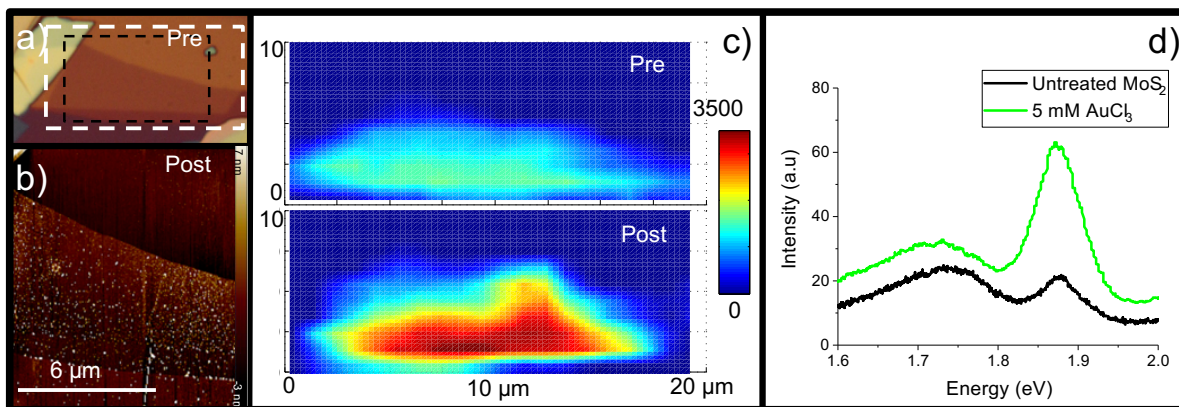 a)
Pre
b)
Post
7 nm
-3 nm
6 μm
c)
10
Pre
0
3500
0
10
Post
0
10 μm
20 μm
d)
Untreated MoS₂
5 mM AuCl₃
80
60
40
20
0
Intensity (a.u)
1.6
1.7
1.8
1.9
2.0
Energy (eV)